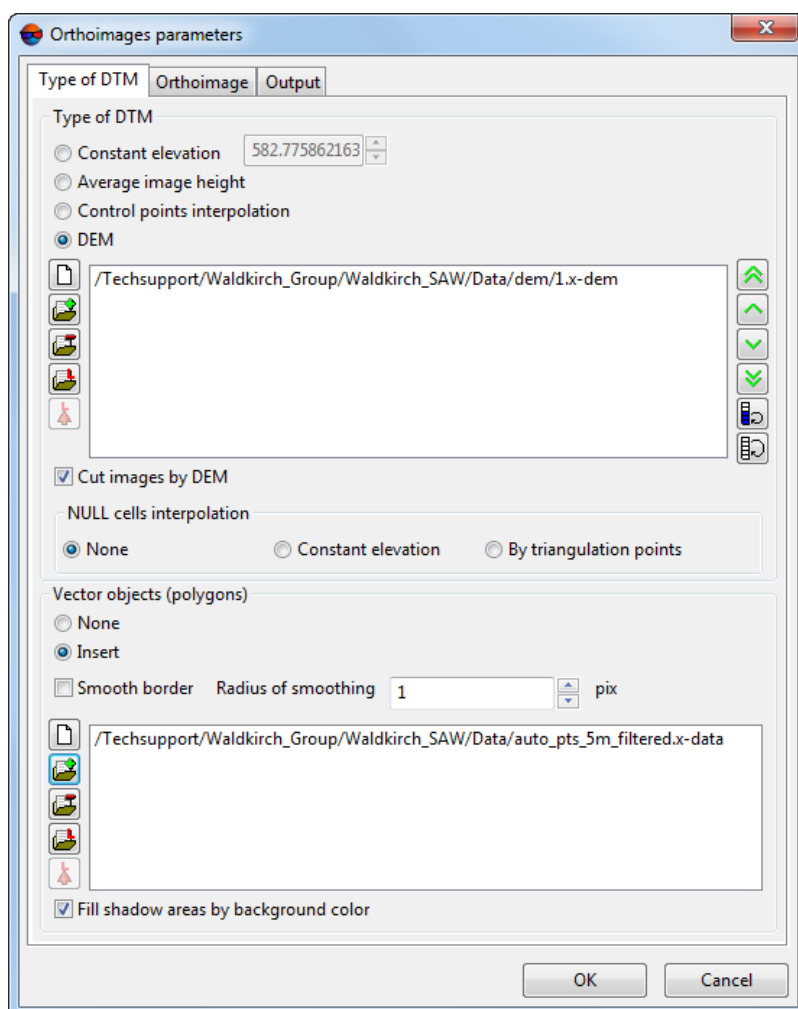 Orthoimages parameters
Type of DTM Orthoimage Output
Type of DTM
Constant elevation 582.775862163
Average image height
Control points interpolation
DEM
/Techsupport/Waldkirch_Group/Waldkirch_SAW/Data/dem/1.x-dem
Cut images by DEM
NULL cells interpolation
None Constant elevation By triangulation points
Vector objects (polygons)
None
Insert
Smooth border Radius of smoothing 1 pix
/Techsupport/Waldkirch_Group/Waldkirch_SAW/Data/auto_pts_5m_filtered.x-data
Fill shadow areas by background color
OK Cancel